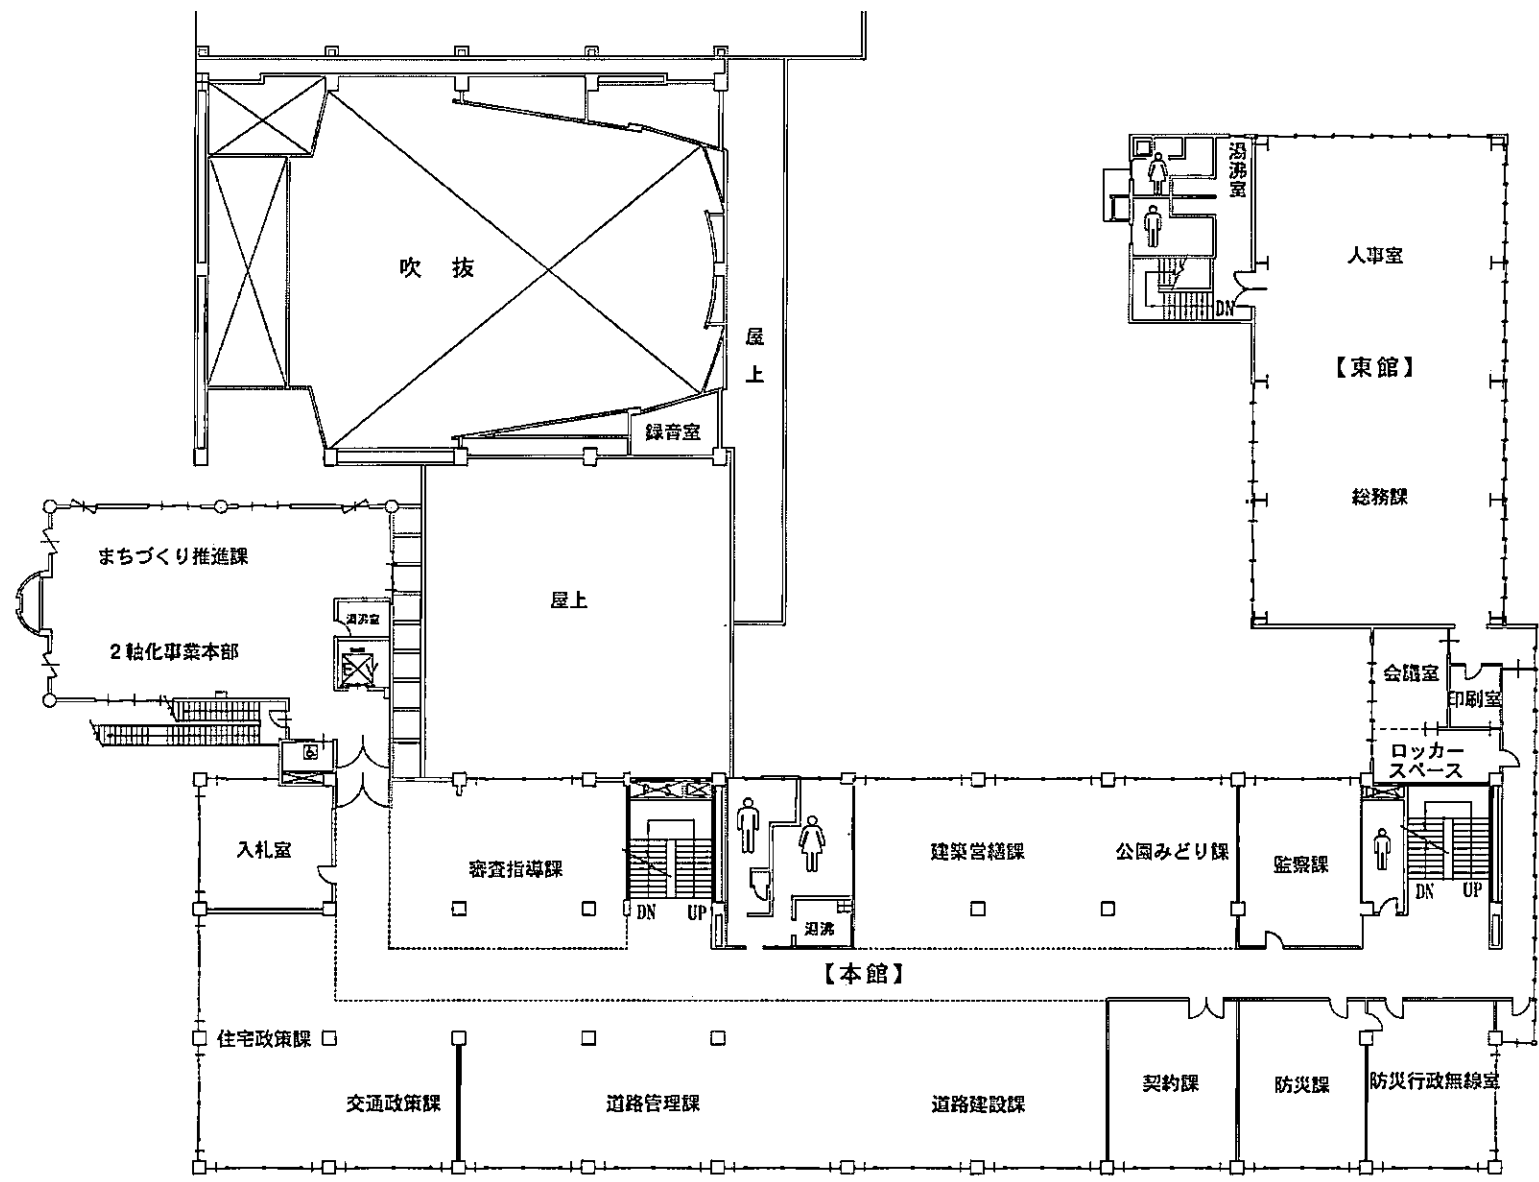 湯沸室
人事室
吹 抜
DN
屋上
【東館】
録音室
総務課
まちづくり推進課
屋上
湯沸室
2軸化事業本部
EV
会議室
印刷室
ロッカー
スペース
入札室
審査指導課
建築営繕課
公園みどり課
監察課
DN
UP
DN
UP
湯沸
【本館】
住宅政策課
交通政策課
道路管理課
道路建設課
契約課
防災課
防災行政無線室